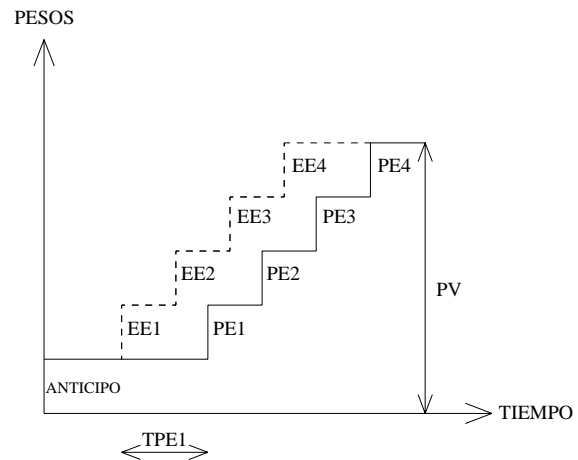 PESOS
EE4
PE4
EE3
PE3
EE2
PE2
PV
EE1
PE1
ANTICIPO
TIEMPO
TPE1